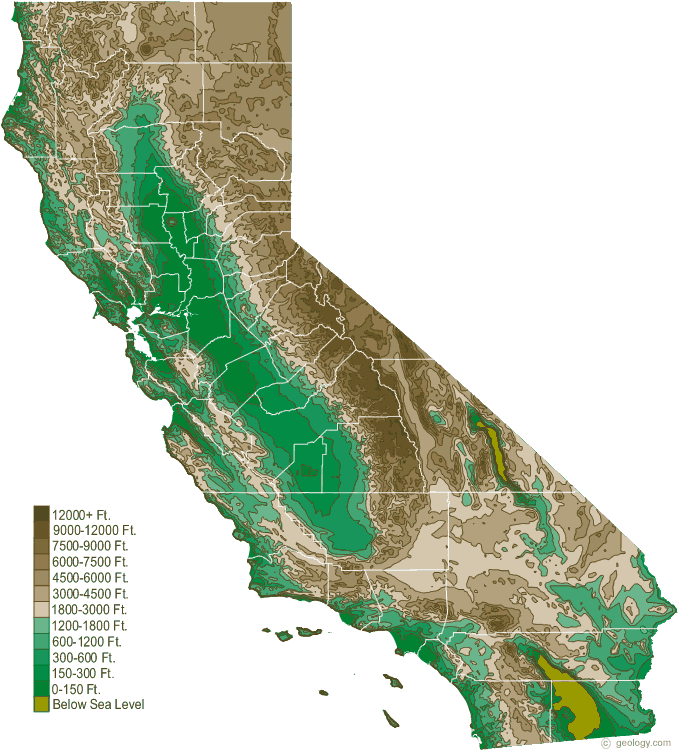 12000+ Ft.
9000-12000 Ft.
7500-9000 Ft.
6000-7500 Ft.
4500-6000 Ft.
3000-4500 Ft.
1800-3000 Ft.
1200-1800 Ft.
600-1200 Ft.
300-600 Ft.
150-300 Ft.
0-150 Ft.
Below Sea Level
© geology.com